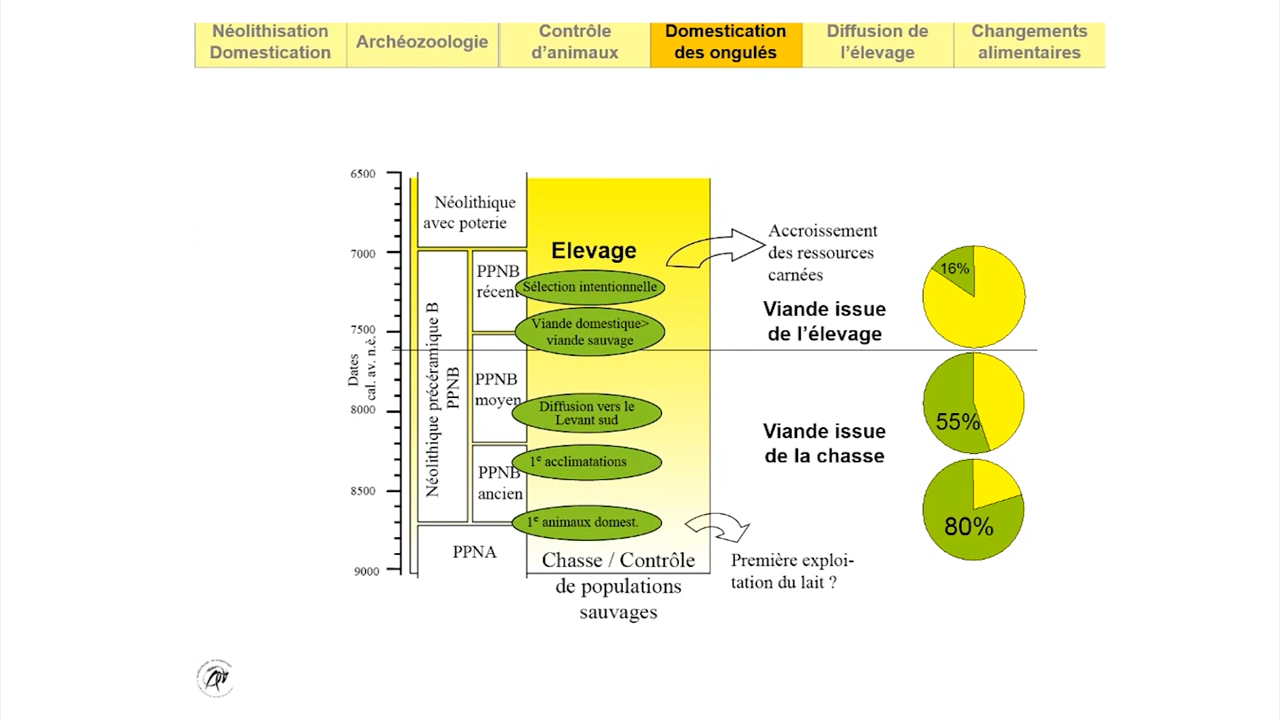 Néolithisation
Domestication
Archéozoologie
Contrôle
d’animaux
Domestication
des ongulés
Diffusion de
l’élevage
Changements
alimentaires
6500
7000
7500
8000
8500
9000
Dates
cal. av. n.è.
Néolithique
avec poterie
Néolithique précéramique B
PPNB
PPNB
récent
PPNB
moyen
PPNB
ancien
PPNA
Elevage
Sélection intentionnelle
Viande domestique>
viande sauvage
Diffusion vers le
Levant sud
1e acclimatations
1e animaux domest.
Chasse / Contrôle
de populations
sauvages
Accroissement
des ressources
carnées
Viande issue
de l’élevage
Viande issue
de la chasse
Première exploi-
tation du lait ?
16%
55%
80%